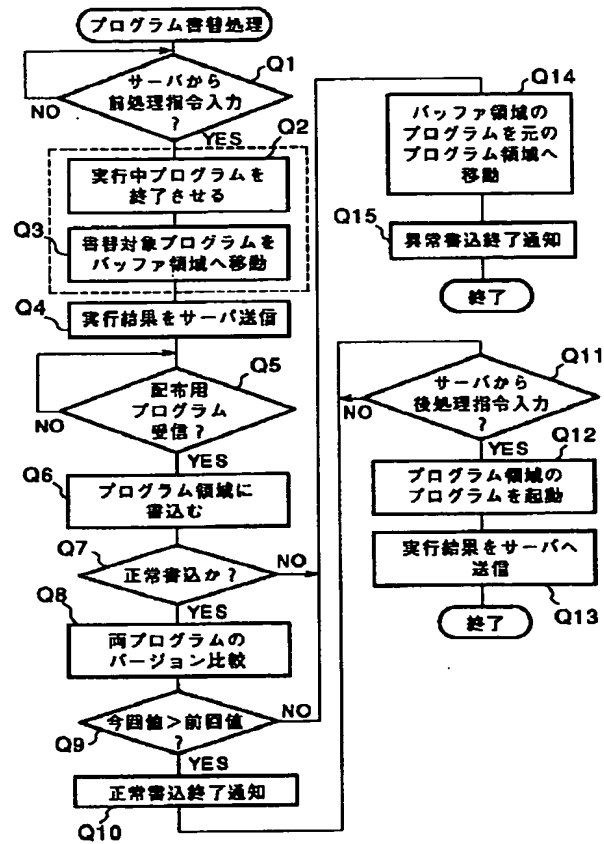 プログラム書替処理
Q1
サーバから
前処理指令入力
?
NO
YES
Q2
実行中プログラムを
終了させる
Q3
書替対象プログラムを
バッファ領域へ移動
Q4
実行結果をサーバ送信
Q5
配布用
プログラム
受信?
NO
YES
Q6
プログラム領域に
書込む
Q7
正常書込か?
NO
YES
Q8
両プログラムの
バージョン比較
Q9
今回値>前回値
?
NO
YES
正常書込終了通知
Q10
Q14
バッファ領域の
プログラムを元の
プログラム領域へ
移動
Q15
異常書込終了通知
終了
Q11
サーバから
後処理指令入力
?
NO
YES
Q12
プログラム領域の
プログラムを起動
実行結果をサーバへ
送信
Q13
終了